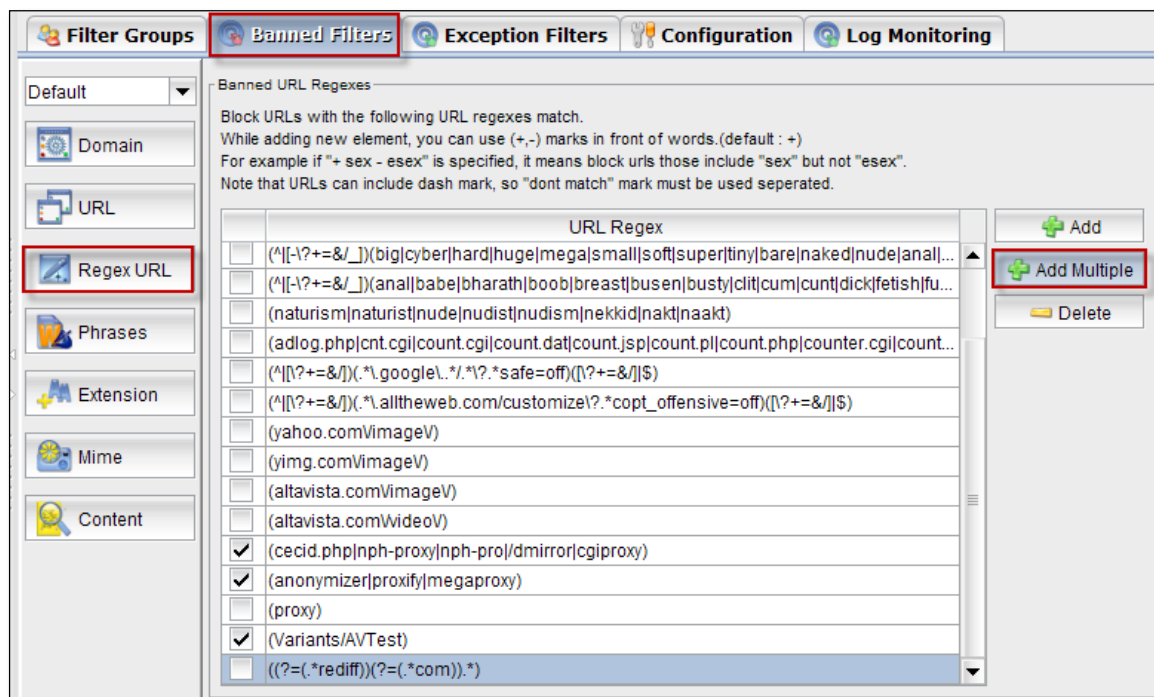 Filter Groups
Banned Filters
Exception Filters
Configuration
Log Monitoring
Default
Domain
URL
Regex URL
Phrases
Extension
Mime
Content
Banned URL Regexes
Block URLs with the following URL regexes match.
While adding new element, you can use (+,-) marks in front of words.(default : +)
For example if "+ sex - esex" is specified, it means block urls those include "sex" but not "esex".
Note that URLs can include dash mark, so "dont match" mark must be used seperated.
URL Regex
(^|[-\?+=&/_])(big|cyber|hard|huge|mega|small|soft|super|tiny|bare|naked|nude|anal|...
(^|[-\?+=&/_])(anal|babe|bharath|boob|breast|busen|busty|clit|cum|cunt|dick|fetish|fu...
(naturism|naturist|nude|nudist|nudism|nekkid|nakt|naakt)
(adlog.php|cnt.cgi|count.cgi|count.dat|count.jsp|count.pl|count.php|counter.cgi|count...
(^|[\?+=&/])(.*\.google\..*/.*\?.*safe=off)([\?+=&/]|$)
(^|[\?+=&/])(.*\.alltheweb.com/customize\?.*copt_offensive=off)([\?+=&/]|$)
(yahoo.com\/image\/)
(yimg.com\/image\/)
(altavista.com\/image\/)
(altavista.com\/video\/)
(cecid.php|nph-proxy|nph-pro|/dmirror|cgiproxy)
(anonymizer|proxify|megaproxy)
(proxy)
(Variants/AVTest)
((?=(.*rediff))(?=(.*com)).*)
Add
Add Multiple
Delete